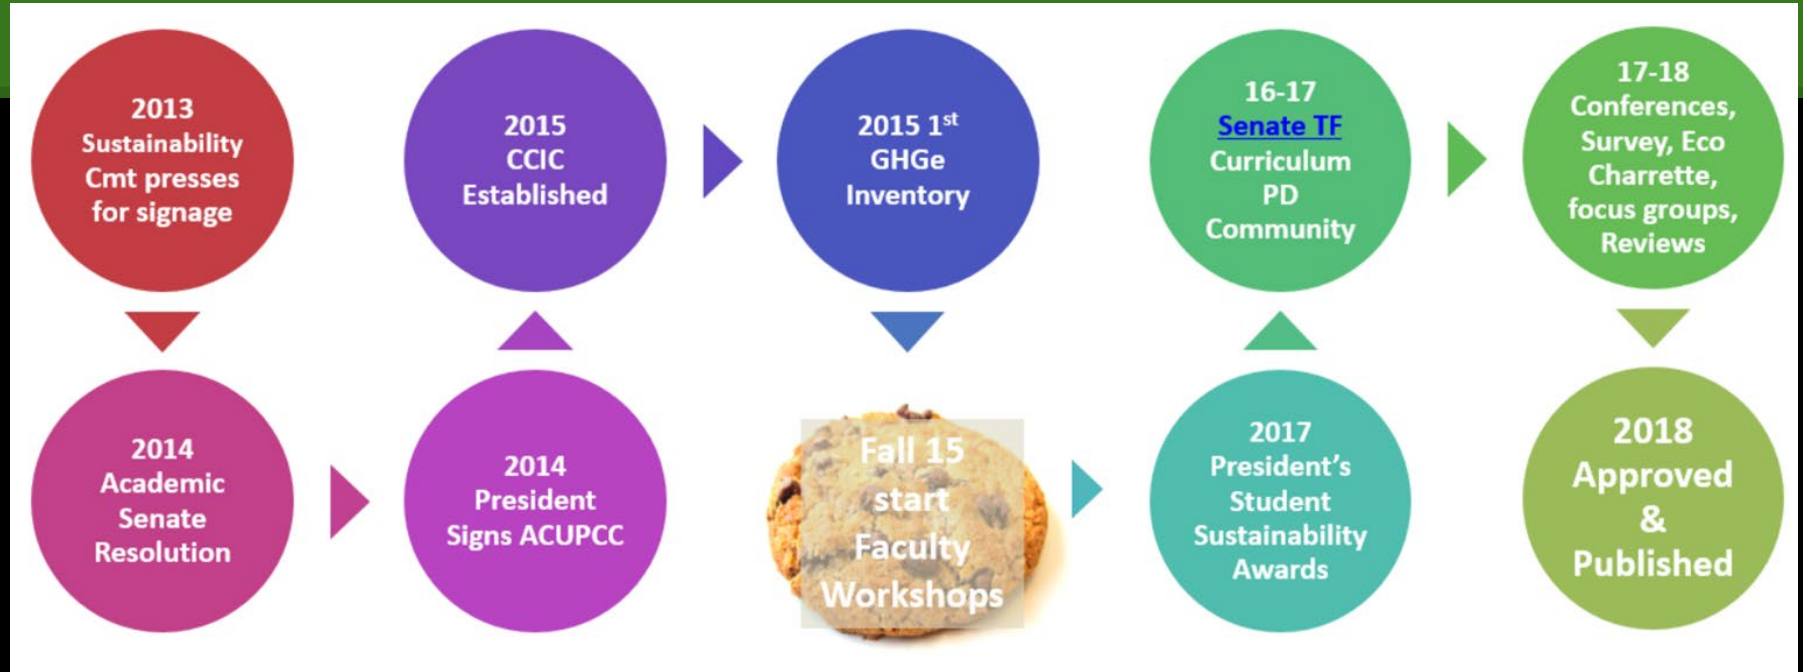 2013
Sustainability
Cmt presses
for signage
2014
Academic
Senate
Resolution
2014
President
Signs ACUPCC
2015
CCIC
Established
2015 1st
GHGe
Inventory
Fall 15
start
Faculty
Workshops
2017
President’s
Student
Sustainability
Awards
16-17
Senate TF
Curriculum
PD
Community
17-18
Conferences,
Survey, Eco
Charrette,
focus groups,
Reviews
2018
Approved
&
Published